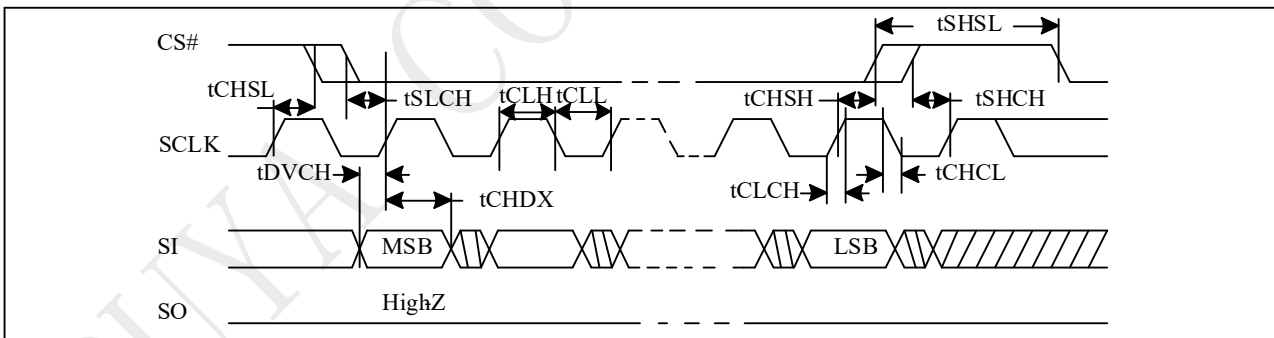 tSHSL
CS#
tCHSL
tSLCH
tCLH
tCLL
tCHSH
tSHCH
SCLK
tDVCH
tCHDX
tCLCH
tCHCL
SI
MSB
LSB
SO
High-Z